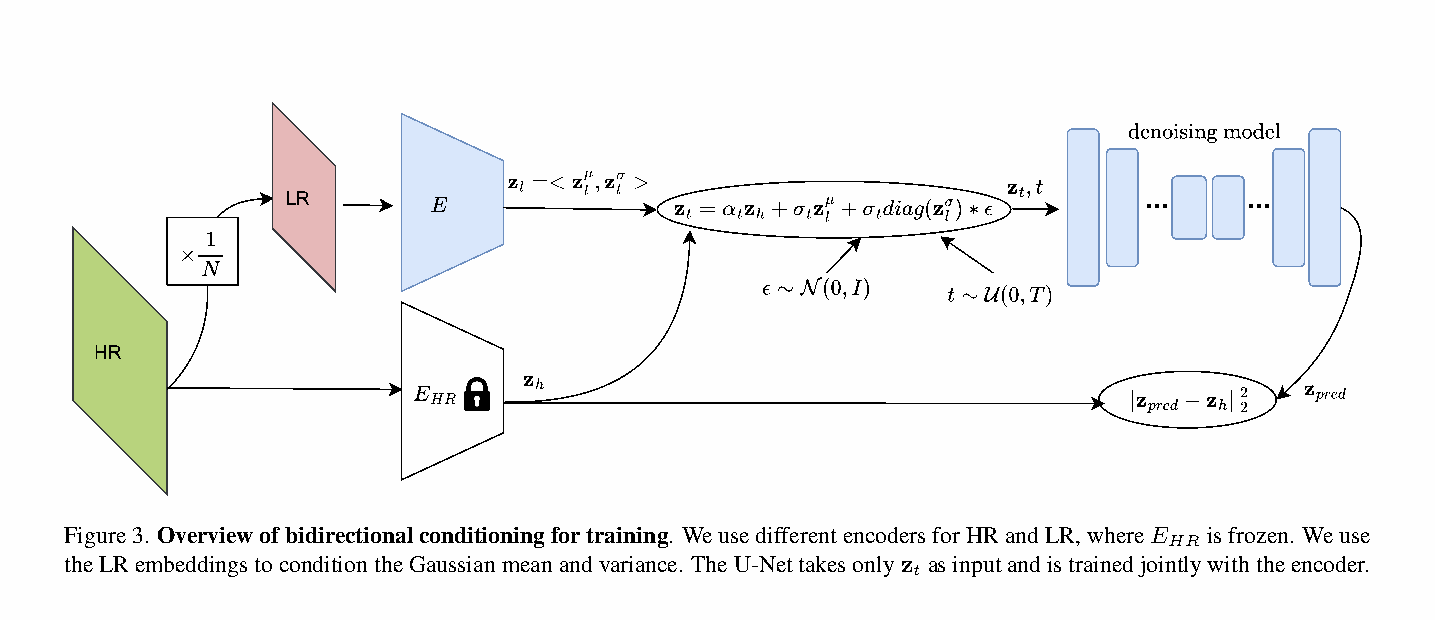 denoising model
LR
E
z_l =< z_l^μ, z_l^σ >
z_t = α_t z_h + σ_t z_l^μ + σ_t diag(z_l^σ) * ϵ
z_t, t
× 1/N
ϵ ∼ N(0, I)
t ∼ U(0, T)
HR
E_HR
z_h
|z_pred − z_h|_2^2
z_pred
Figure 3. Overview of bidirectional conditioning for training. We use different encoders for HR and LR, where E_HR is frozen. We use
the LR embeddings to condition the Gaussian mean and variance. The U-Net takes only z_t as input and is trained jointly with the encoder.